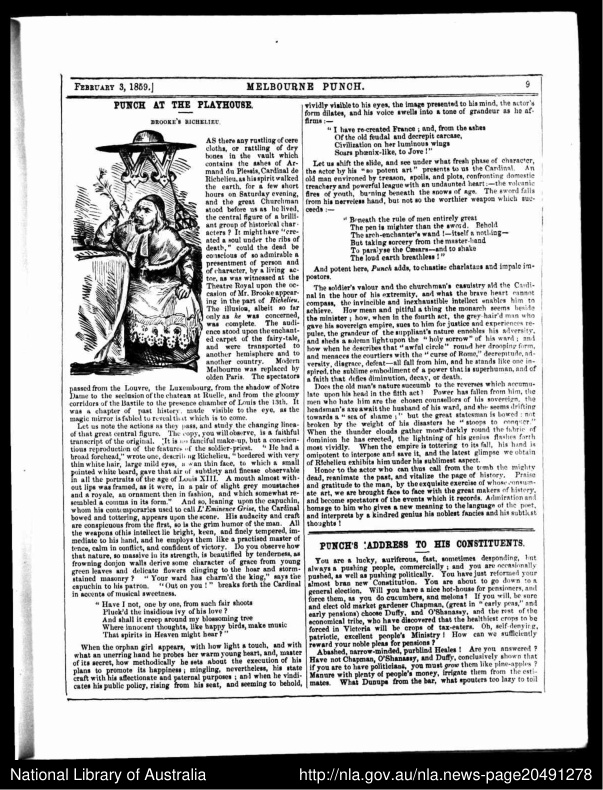 FEBRUARY 3, 1859.]
MELBOURNE PUNCH.
9
PUNCH AT THE PLAYHOUSE.
BROOKE'S RICHELIEU.
AS there any rustling of cere
cloths, or rattling of dry
bones in the vault which
contains the ashes of Ar-
mand du Plessis, Cardinal de
Richelieu, as his spirit walked
the earth, for a few short
hours on Saturday evening,
and the great Churchman
stood before us as he lived,
the central figure of a brilli-
ant group of historical char-
acters? It might have "cre-
ated a soul under the ribs of
death," could the dead be
conscious of so admirable a
presentment of person and
of character, by a living ac-
tor, as was witnessed at the
Theatre Royal upon the oc-
casion of Mr. Brooke appear-
ing in the part of Richelieu.
The illusion, albeit so far
only as he was concerned,
was complete. The audi-
ence stood upon the enchant-
ed carpet of the fairy-tale,
and were transported to
another hemisphere and to
another country. Modern
Melbourne was replaced by
olden Paris. The spectators
passed from the Louvre, the Luxembourg, from the shadow of Notre
Dame to the seclusion of the chateau at Ruelle, and from the gloomy
corridors of the Bastile to the presence chamber of Louis the 13th. It
was a chapter of past history made visible to the eye, as the
magic mirror is fabled to reveal that which is to come.
Let us note the actions as they pass, and study the changing linea-
of that great central figure. The copy, you will observe, is a faithful
transcript of the original. It is no fanciful make-up, but a conscien-
tious reproduction of the features of the soldier-priest. "He had a
broad forehead," wrote one, describing Richelieu, "bordered with very
thin white hair, large mild eyes, a wan thin face, to which a small
pointed white beard, gave that air of subtlety and finesse observable
in all the portraits of the age of Louis XIII. A mouth almost with-
out lips was framed, as it were, in a pair of slight grey moustaches
and a royale, an ornament then in fashion, and which somewhat re-
sembled a comma in its form." And so, leaning upon the capuchin,
whom his contemporaries used to call L'Eminence Grise, the Cardinal
bowed and tottering, appears upon the scene. His audacity and craft
are conspicuous from the first, so is the grim humor of the man. All
the weapons of his intellect lie bright, keen, and finely tempered, im-
mediate to his hand, and he employs them like a practised master of
tence, calm in conflict, and confident of victory. Do you observe how
that nature, so massive in its strength, is beautified by tenderness, as
frowning donjon walls derive some character of grace from young
green leaves and delicate flowers clinging to the hoar and storm-
stained masonry? "Your ward has charm'd the king," says the
capuchin to his patron. "Out on you!" breaks forth the Cardinal
in accents of musical sweetness.
"Have I not, one by one, from such fair shoots
Pluck'd the insidious ivy of his love?
And shall it creep around my blossoming tree
Where innocent thoughts, like happy birds, make music
That spirits in Heaven might hear?"
When the orphan girl appears, with how light a touch, and with
what an unerring hand he probes her warm young heart, and, master
of its secret, how methodically he sets about the execution of his
plans to promote its happiness; mingling, nevertheless, his state
craft with his affectionate and paternal purposes; and when he vindi-
cates his public policy, rising from his seat, and seeming to behold,
vividly visible to his eyes, the image presented to his mind, the actor's
form dilates, and his voice swells into a tone of grandeur as he af-
firms:—
"I have re-created France; and, from the ashes
Of the old feudal and decrepit carcase,
Civilization on her luminous wings
Soars phœnix-like, to Jove!"
Let us shift the slide, and see under what fresh phase of character,
the actor by his "so potent art" presents to us the Cardinal. An
old man environed by treason, spoils, and plots, confronting domestic
treachery and powerful league with an undaunted heart:—the volcanic
fires of youth, burning beneath the snows of age. The sword falls
from his nerveless hand, but not so the worthier weapon which suc-
ceeds:—
"Beneath the rule of men entirely great
The pen is mightier than the sword. Behold
The arch-enchanter's wand!—itself a nothing—
But taking sorcery from the master-hand
To paralyse the Cæsars—and to shake
The loud earth breathless!"
And potent here, Punch adds, to chastise charlatans and impale im-
postors.
The soldier's valour and the churchman's casuistry aid the Cardi-
nal in the hour of his extremity, and what the brave heart cannot
compass, the invincible and inexhaustible intellect enables him to
achieve. How mean and pitiful a thing the monarch seems beside
the minister; how, when in the fourth act, the grey-hair'd man who
gave his sovereign empire, sues to him for justice and experiences re-
pulse, the grandeur of the suppliant's nature ennobles his adversity,
and sheds a solemn light upon the "holy sorrow" of his ward; and
how when he describes that "awful circle" round her drooping form,
and menaces the courtiers with the "curse of Rome," decrepitude, ad-
versity, disgrace, defeat—all fall from him, and he stands like one in-
spired, the sublime embodiment of a power that is superhuman, and of
a faith that defies diminution, decay, or death.
Does the old man's nature succumb to the reverses which accumu-
late upon his head in the fifth act? Power has fallen from him, the
men who hate him are the chosen counsellors of his sovereign, the
headsman's axe await the husband of his ward, and she seems drifting
towards a "sea of shame;" but the great statesman is bowed: not
broken by the weight of his disasters he "stoops to conquer."
When the thunder clouds gather most darkly round the fabric of
dominion he has erected, the lightning of his genius flashes forth
most vividly. When the empire is tottering to its fall, his hand is
omnipotent to interpose and save it, and the latest glimpse we obtain
of Richelieu exhibits him under his sublimest aspect.
Honor to the actor who can thus call from the tomb the mighty
dead, reanimate the past, and vitalize the page of history. Praise
and gratitude to the man, by the exquisite exercise of whose consum-
ate art, we are brought face to face with the great makers of history,
and become spectators of the events which it records. Admiration and
homage to him who gives a new meaning to the language of the poet,
and interprets by a kindred genius his noblest fancies and his subtlest
thoughts!
PUNCH'S ADDRESS TO HIS CONSTITUENTS.
You are a lucky, auriferous, fast, sometimes desponding, but
always a pushing people, commercially; and you are occasionally
pushed, as well as pushing politically. You have just reformed your
almost bran new Constitution. You are about to go down to a
general election. Will you have a nice hot-house for pensioners, and
force them, as you do cucumbers, and melons? If you will, be sure
and elect old market gardener Chapman, (great in "early peas," and
early pensions) choose Duffy, and O'Shanassy, and the rest of the
economical tribe, who have discovered that the healthiest crops to be
forced in Victoria will be crops of tax-eaters. Oh, self-denying,
patriotic, excellent people's Ministry! How can we sufficiently
reward your noble pleas for pensions?
Abashed, narrow-minded, purblind Heales! Are you answered?
Have not Chapman, O'Shanassy, and Duffy, conclusively shown that
if you are to have politicians, you must grow them like pine-apples?
Manure with plenty of people's money, irrigate them from the esti-
mates. What Dunups from the bar, what spouters too lazy to toil
National Library of Australia
http://nla.gov.au/nla.news-page20491278